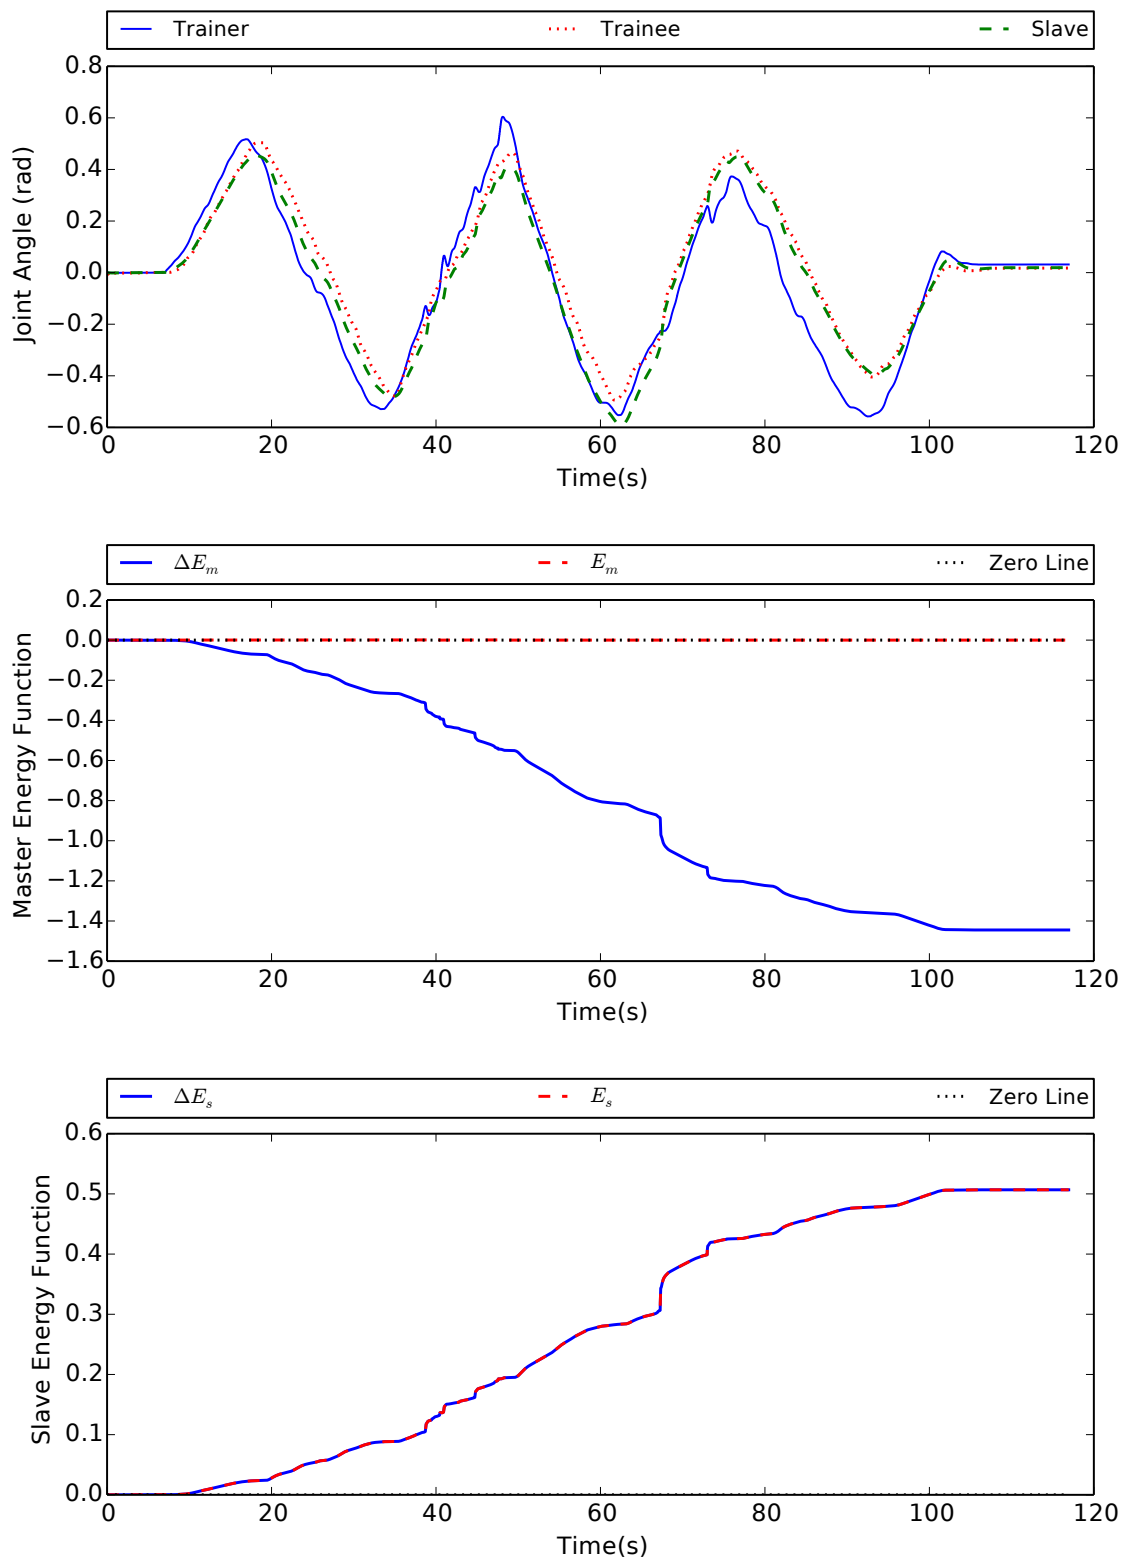 Trainer Trainee Slave
0.8
0.6
0.4
0.2
0.0
−0.2
−0.4
−0.6
Joint Angle (rad)
0 20 40 60 80 100 120
Time(s)
ΔEm Em Zero Line
0.2
0.0
−0.2
−0.4
−0.6
−0.8
−1.0
−1.2
−1.4
−1.6
Master Energy Function
0 20 40 60 80 100 120
Time(s)
ΔEs Es Zero Line
0.6
0.5
0.4
0.3
0.2
0.1
0.0
Slave Energy Function
0 20 40 60 80 100 120
Time(s)